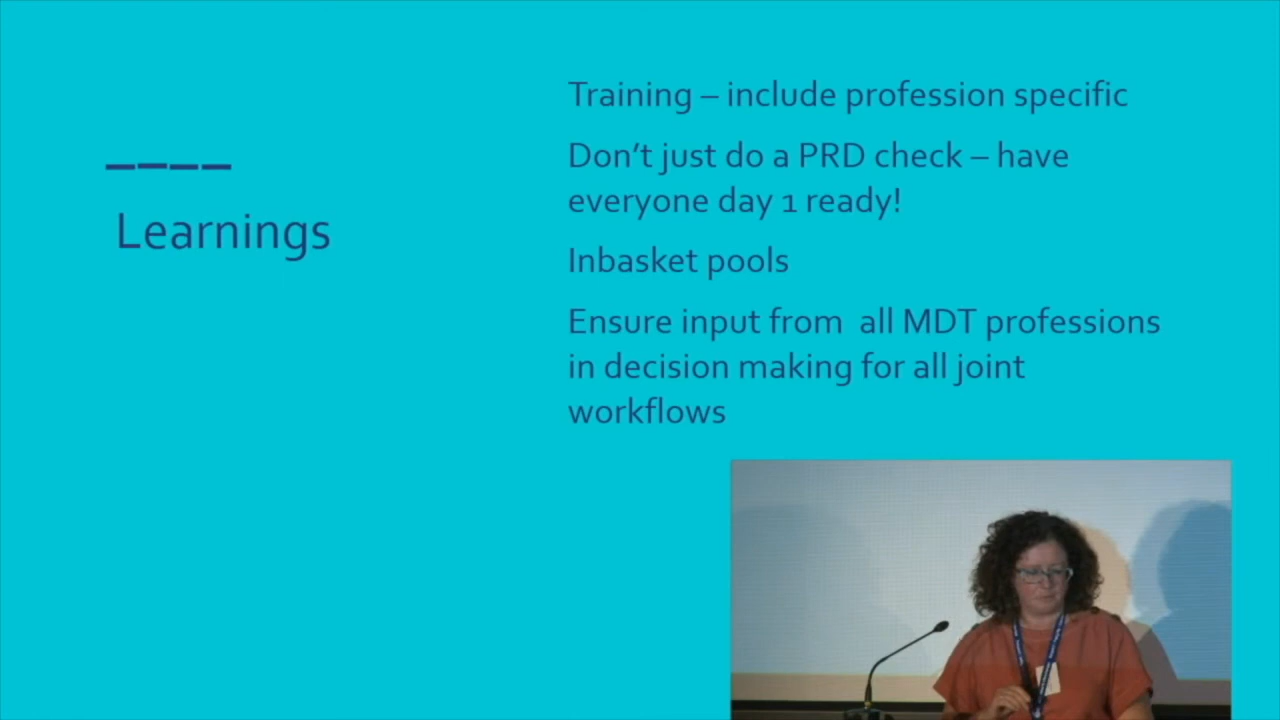 Learnings
Training – include profession specific
Don't just do a PRD check – have
everyone day 1 ready!
Inbasket pools
Ensure input from  all MDT professions
in decision making for all joint
workflows